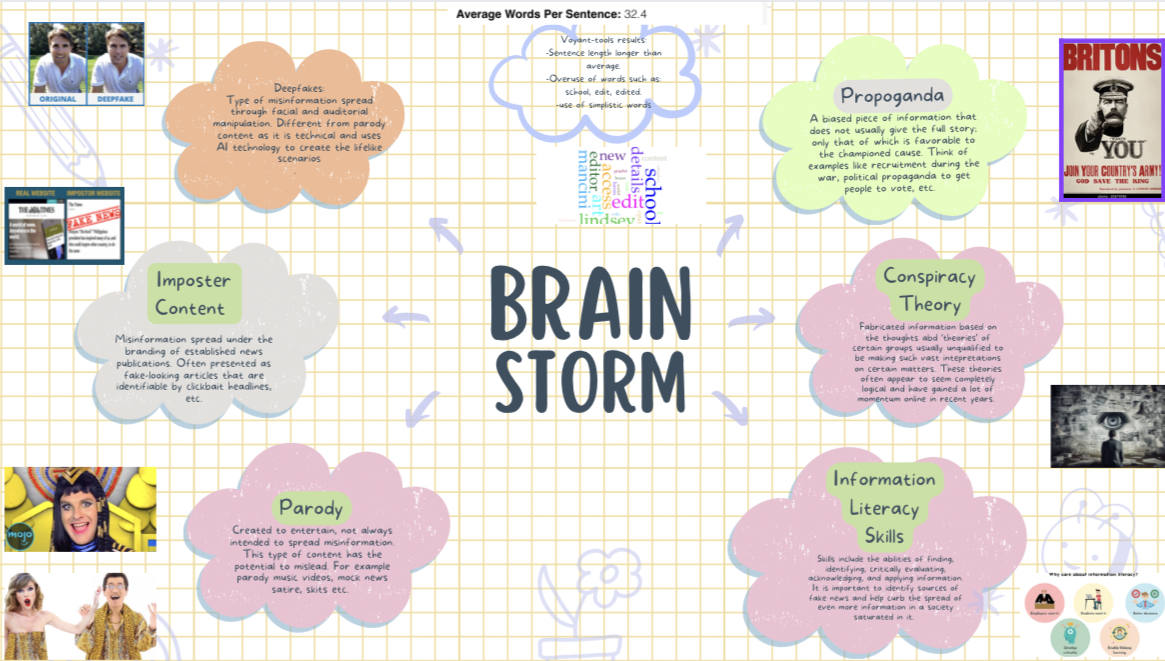 Average Words Per Sentence: 32.4
Voyant-tools results:
-Sentence length longer than
average.
-Overuse of words such as:
school, edit, edited.
-use of simplistic words
new
content
details
editor
mancini
access
art
edit
school
lindsey
ORIGINAL
DEEPFAKE
Deepfakes:
Type of misinformation spread
through facial and auditorial
manipulation. Different from parody
content as it is technical and uses
AI technology to create the lifelike
scenarios
Propoganda
A biased piece of information that
does not usually give the full story;
only that of which is favorable to
the championed cause. Think of
examples like recruitment during the
war, political propaganda to get
people to vote, etc.
BRITONS
YOU
JOIN YOUR COUNTRY'S ARMY!
GOD SAVE THE KING
REAL WEBSITE
IMPOSTOR WEBSITE
FAKE NEWS
Imposter
Content
Misinformation spread under the
branding of established news
publications. Often presented as
fake-looking articles that are
identifiable by clickbait headlines,
etc.
BRAIN
STORM
Conspiracy
Theory
Fabricated information based on
the thoughts abd 'theories' of
certain groups usually unqualified to
be making such vast intepretations
on certain matters. These theories
often appear to seem completely
logical and have gained a lot of
momentum online in recent years.
mojo
Parody
Created to entertain, not always
intended to spread misinformation.
This type of content has the
potential to mislead. For example
parody music videos, mock news
satire, skits etc.
Information
Literacy
Skills
Skills include the abilities of finding,
identifying, critically evaluating,
acknowledging, and applying information.
It is important to identify sources of
fake news and help curb the spread of
even more information in a society
saturated in it.
Why care about information literacy?